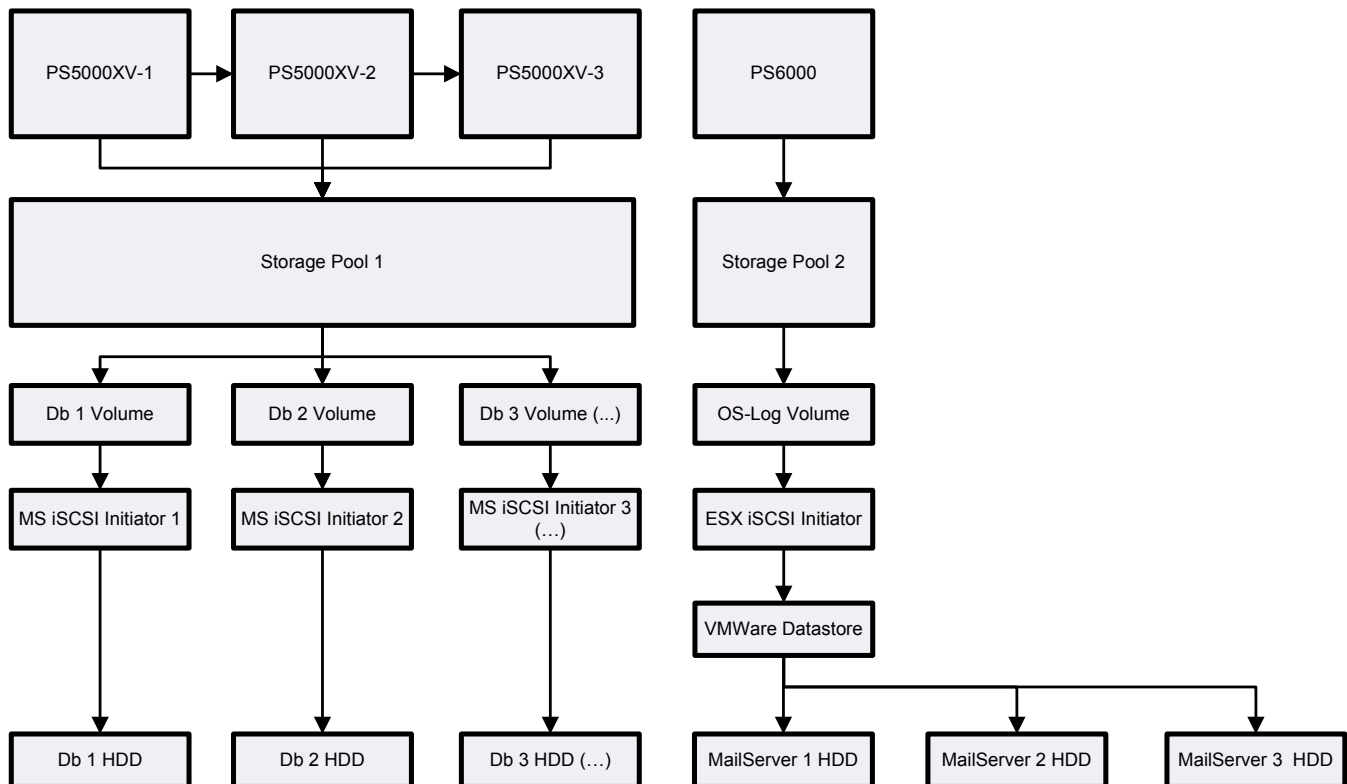 PS5000XV-1
PS5000XV-2
PS5000XV-3
PS6000
Storage Pool 1
Storage Pool 2
Db 1 Volume
Db 2 Volume
Db 3 Volume (...)
OS-Log Volume
MS iSCSI Initiator 1
MS iSCSI Initiator 2
MS iSCSI Initiator 3
(…)
ESX iSCSI Initiator
VMWare Datastore
Db 1 HDD
Db 2 HDD
Db 3 HDD (…)
MailServer 1 HDD
MailServer 2 HDD
MailServer 3 HDD